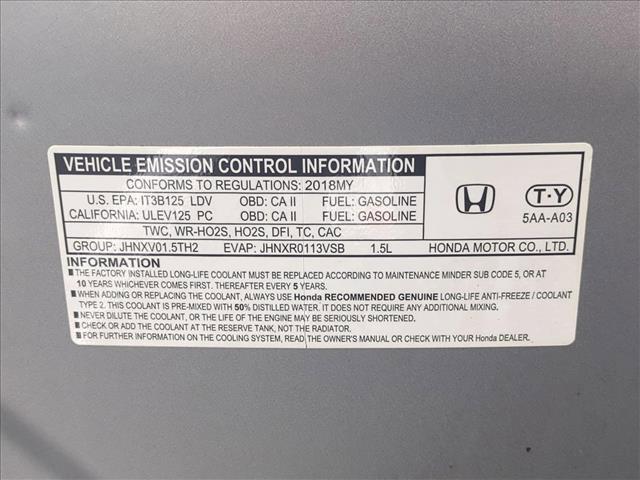 VEHICLE EMISSION CONTROL INFORMATION
CONFORMS TO REGULATIONS: 2018MY
U.S. EPA: IT3B125 LDV OBD: CA II FUEL: GASOLINE
CALIFORNIA: ULEV125 PC OBD: CA II FUEL: GASOLINE
TWC, WR-HO2S, HO2S, DFI, TC, CAC
GROUP: JHNXV01.5TH2 EVAP: JHNXR0113VSB 1.5L
T·Y
5AA-A03
HONDA MOTOR CO., LTD.
INFORMATION
■ THE FACTORY INSTALLED LONG-LIFE COOLANT MUST BE REPLACED ACCORDING TO MAINTENANCE MINDER SUB CODE 5, OR AT
10 YEARS WHICHEVER COMES FIRST. THEREAFTER EVERY 5 YEARS.
■ WHEN ADDING OR REPLACING THE COOLANT, ALWAYS USE Honda RECOMMENDED GENUINE LONG-LIFE ANTI-FREEZE / COOLANT
TYPE 2. THIS COOLANT IS PRE-MIXED WITH 50% DISTILLED WATER. IT DOES NOT REQUIRE ANY ADDITIONAL MIXING.
■ NEVER DILUTE THE COOLANT, OR THE LIFE OF THE ENGINE MAY BE SERIOUSLY SHORTENED.
■ CHECK OR ADD THE COOLANT AT THE RESERVE TANK, NOT THE RADIATOR.
■ FOR FURTHER INFORMATION ON THE COOLING SYSTEM, READ THE OWNER'S MANUAL OR CHECK WITH YOUR Honda DEALER.